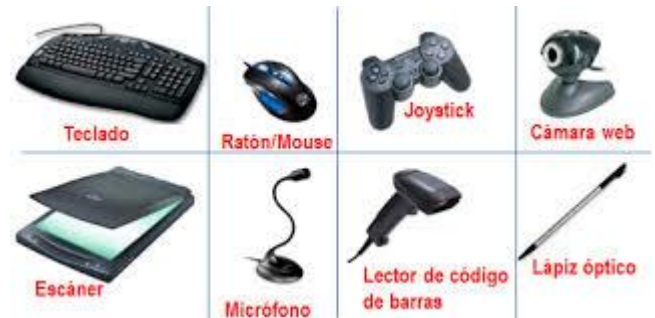 Teclado
Ratón/Mouse
Joystick
Cámara web
Escáner
Micrófono
Lector de código
de barras
Lápiz óptico